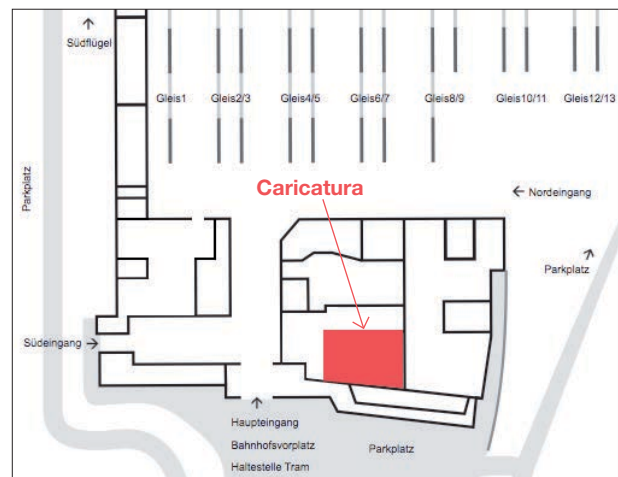 Südflügel
Gleis1
Gleis2/3
Gleis4/5
Gleis6/7
Gleis8/9
Gleis10/11
Gleis12/13
Parkplatz
Caricatura
Nordeingang
Parkplatz
Südeingang
Haupteingang
Bahnhofsvorplatz
Haltestelle Tram
Parkplatz